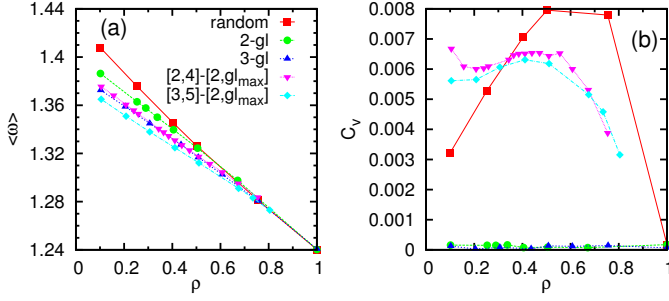 (a)
random
2-gl
3-gl
[2,4]-[2,gl_max]
[3,5]-[2,gl_max]
1.44
1.4
1.36
1.32
1.28
1.24
<ω>
0 0.2 0.4 0.6 0.8 1
ρ
(b)
0.008
0.007
0.006
0.005
0.004
0.003
0.002
0.001
0
C_v
0 0.2 0.4 0.6 0.8 1
ρ